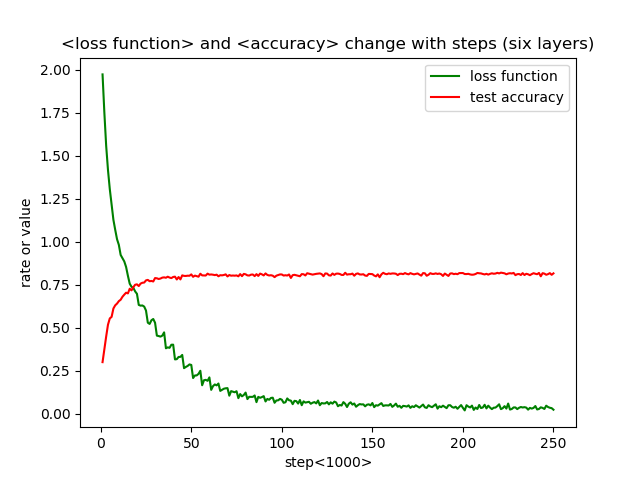 <loss function> and <accuracy> change with steps (six layers)
loss function
test accuracy
2.00
1.75
1.50
1.25
1.00
0.75
0.50
0.25
0.00
rate or value
0 50 100 150 200 250
step<1000>